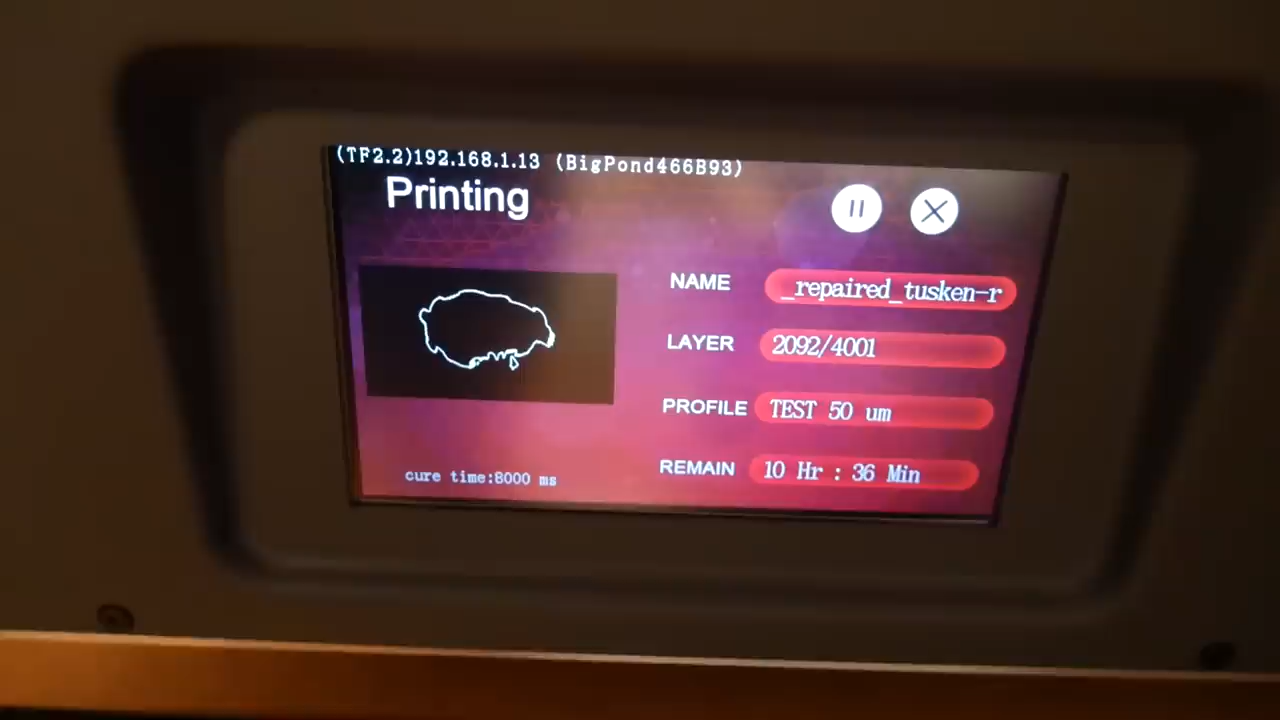 (TF2.2)192.168.1.13 (BigPond466B93)
Printing
NAME _repaired_tusken-r
LAYER 2092/4001
PROFILE TEST 50 um
REMAIN 10 Hr : 36 Min
cure time:8000 ms